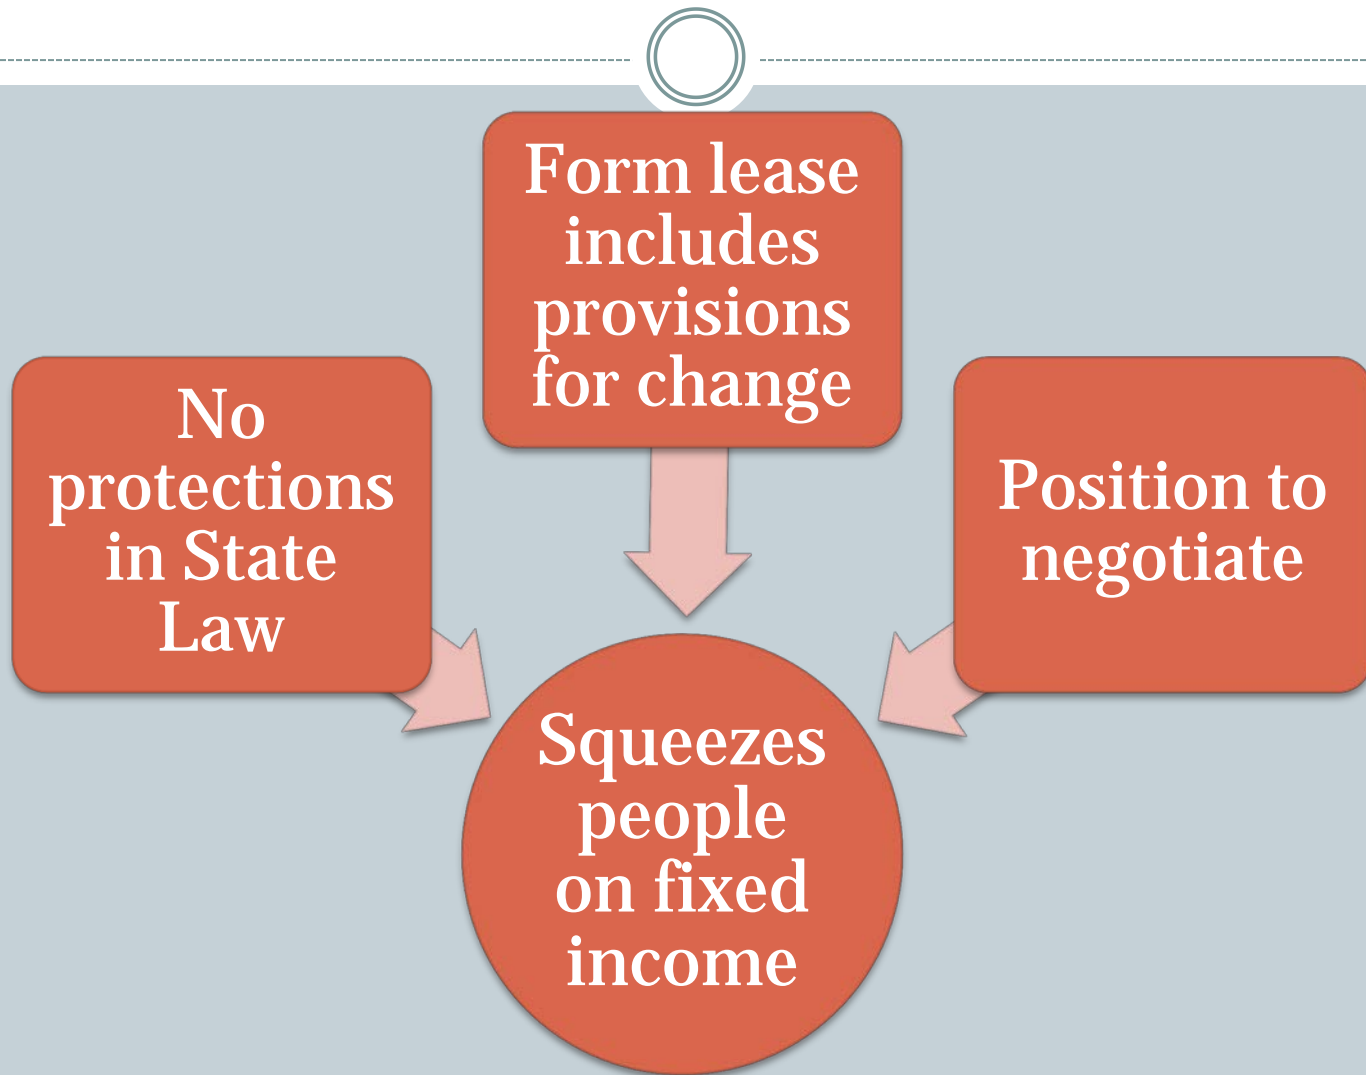 Form lease
includes
provisions
for change
No
protections
in State
Law
Position to
negotiate
Squeezes
people
on fixed
income